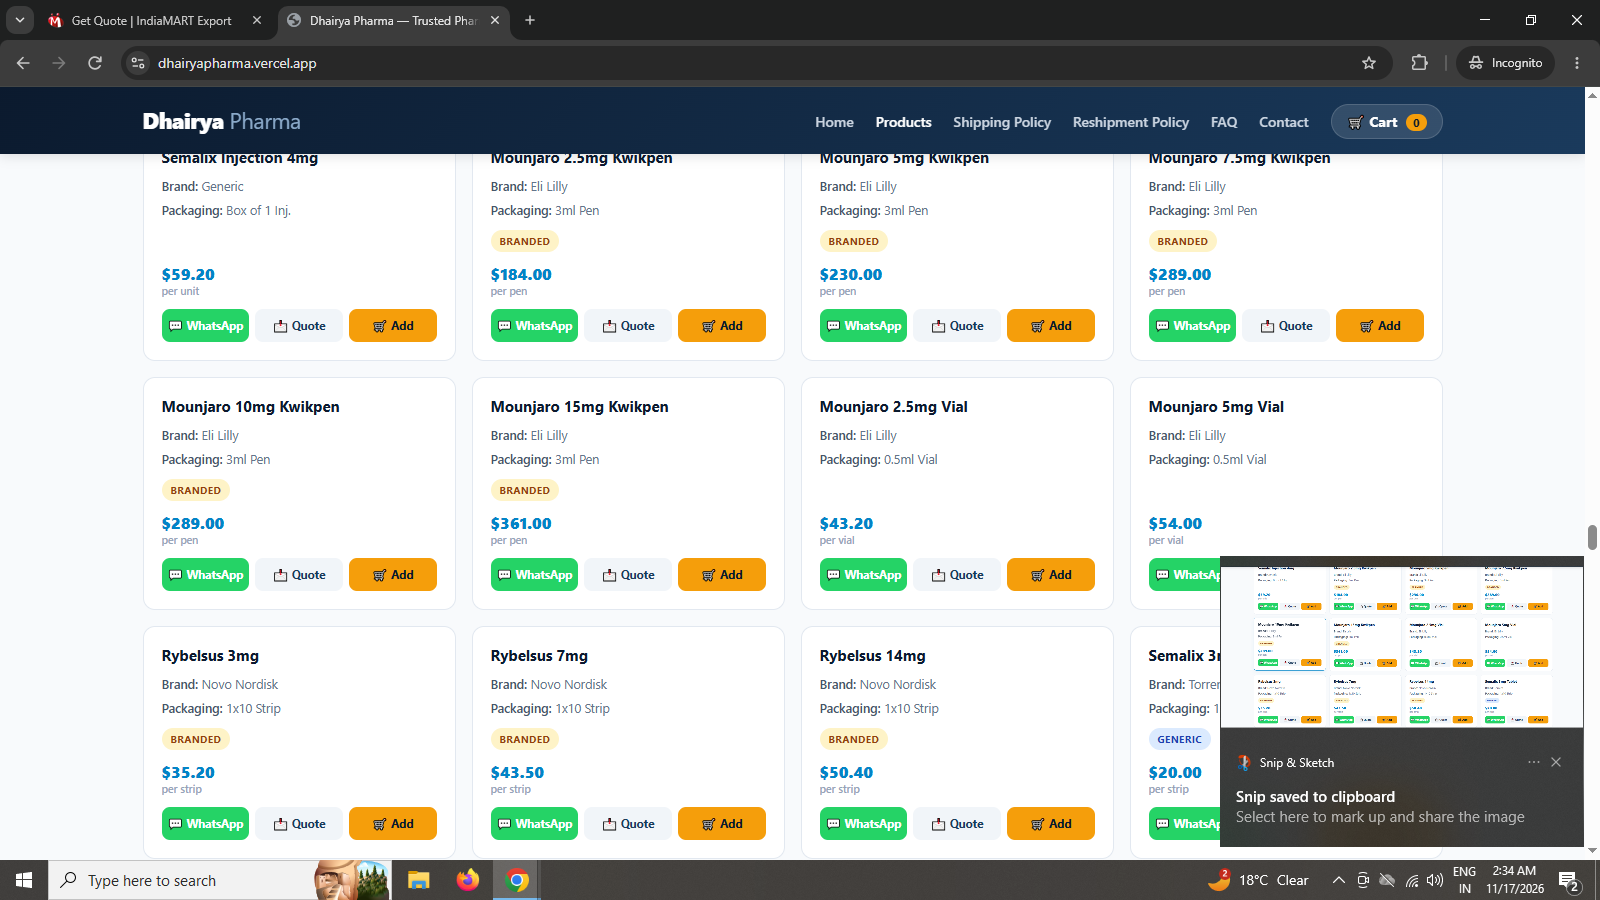 Get Quote | IndiaMART Export
Dhairya Pharma — Trusted Phar
dhairyapharma.vercel.app
Incognito
Dhairya Pharma
Home
Products
Shipping Policy
Reshipment Policy
FAQ
Contact
Cart 0
Semalix Injection 4mg
Brand: Generic
Packaging: Box of 1 Inj.
$59.20
per unit
WhatsApp
Quote
Add
Mounjaro 2.5mg Kwikpen
Brand: Eli Lilly
Packaging: 3ml Pen
BRANDED
$184.00
per pen
WhatsApp
Quote
Add
Mounjaro 5mg Kwikpen
Brand: Eli Lilly
Packaging: 3ml Pen
BRANDED
$230.00
per pen
WhatsApp
Quote
Add
Mounjaro 7.5mg Kwikpen
Brand: Eli Lilly
Packaging: 3ml Pen
BRANDED
$289.00
per pen
WhatsApp
Quote
Add
Mounjaro 10mg Kwikpen
Brand: Eli Lilly
Packaging: 3ml Pen
BRANDED
$289.00
per pen
WhatsApp
Quote
Add
Mounjaro 15mg Kwikpen
Brand: Eli Lilly
Packaging: 3ml Pen
BRANDED
$361.00
per pen
WhatsApp
Quote
Add
Mounjaro 2.5mg Vial
Brand: Eli Lilly
Packaging: 0.5ml Vial
$43.20
per vial
WhatsApp
Quote
Add
Mounjaro 5mg Vial
Brand: Eli Lilly
Packaging: 0.5ml Vial
$54.00
per vial
WhatsA
Rybelsus 3mg
Brand: Novo Nordisk
Packaging: 1x10 Strip
BRANDED
$35.20
per strip
WhatsApp
Quote
Add
Rybelsus 7mg
Brand: Novo Nordisk
Packaging: 1x10 Strip
BRANDED
$43.50
per strip
WhatsApp
Quote
Add
Rybelsus 14mg
Brand: Novo Nordisk
Packaging: 1x10 Strip
BRANDED
$50.40
per strip
WhatsApp
Quote
Add
Semalix 3
Brand: Torre
Packaging: 1
GENERIC
$20.00
per strip
WhatsA
Snip & Sketch
Snip saved to clipboard
Select here to mark up and share the image
Type here to search
2
18°C Clear
ENG
IN
2:34 AM
11/17/2026
2